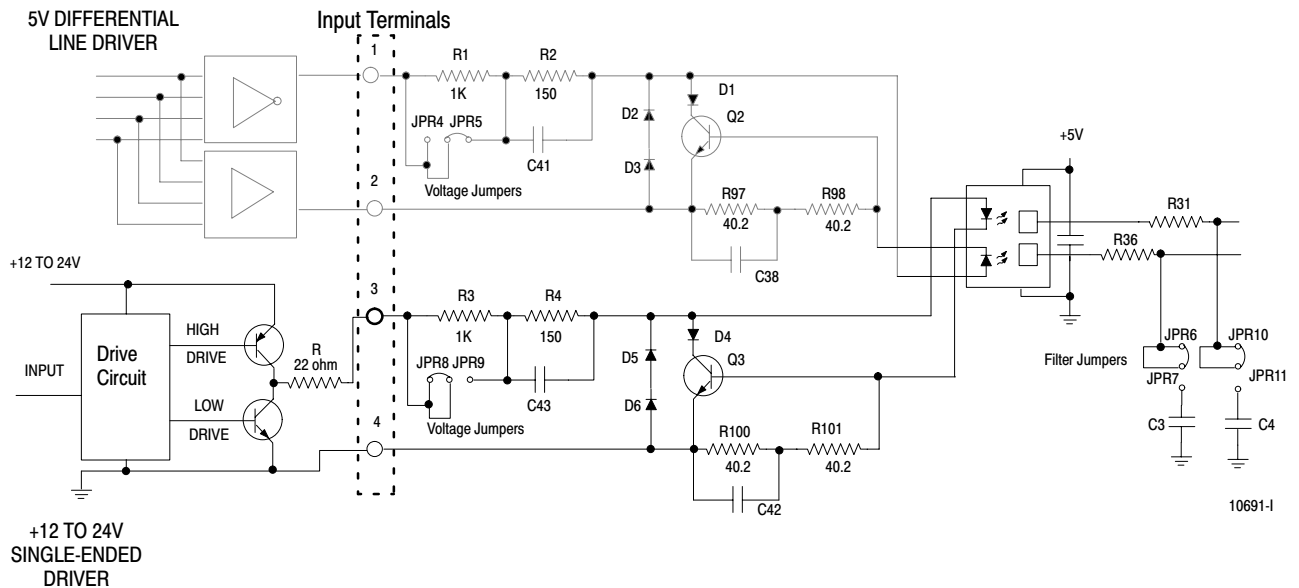 5V DIFFERENTIAL
LINE DRIVER
Input Terminals
1
R1
1K
R2
150
JPR4
JPR5
C41
Voltage Jumpers
D1
D2
Q2
D3
2
R97
40.2
R98
40.2
C38
+5V
R31
R36
+12 TO 24V
3
HIGH
DRIVE
R
22 ohm
Drive
Circuit
INPUT
LOW
DRIVE
R3
1K
R4
150
JPR8
JPR9
C43
Voltage Jumpers
D4
D5
Q3
D6
4
R100
40.2
R101
40.2
C42
JPR6
JPR10
Filter Jumpers
JPR7
JPR11
C3
C4
10691-I
+12 TO 24V
SINGLE-ENDED
DRIVER